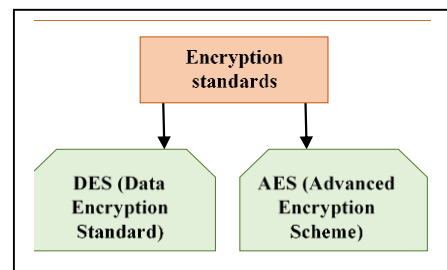 Encryption
standards
DES (Data
Encryption
Standard)
AES (Advanced
Encryption
Scheme)